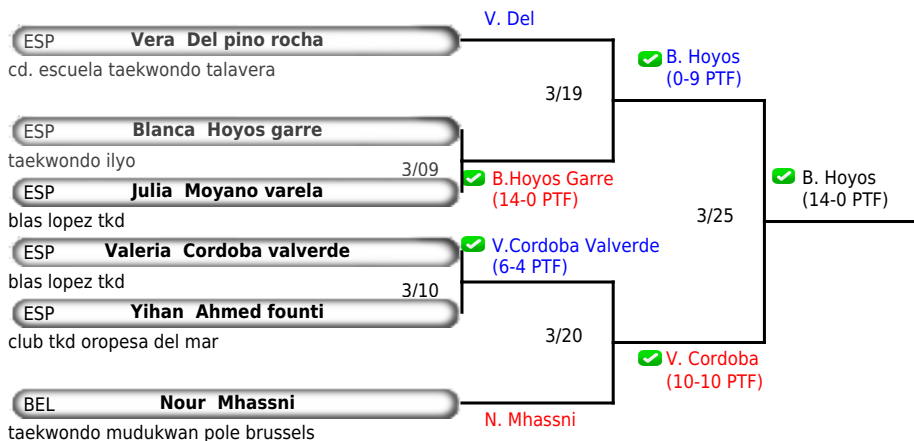 V. Del
ESP Vera Del pino rocha
cd. escuela taekwondo talavera
B. Hoyos
(0-9 PTF)
3/19
ESP Blanca Hoyos garre
taekwondo ilyo
3/09
B.Hoyos Garre
(14-0 PTF)
ESP Julia Moyano varela
blas lopez tkd
B. Hoyos
(14-0 PTF)
3/25
ESP Valeria Cordoba valverde
blas lopez tkd
V.Cordoba Valverde
(6-4 PTF)
3/10
ESP Yihan Ahmed founti
club tkd oropesa del mar
3/20
V. Cordoba
(10-10 PTF)
BEL Nour Mhassni
taekwondo mudukwan pole brussels
N. Mhassni